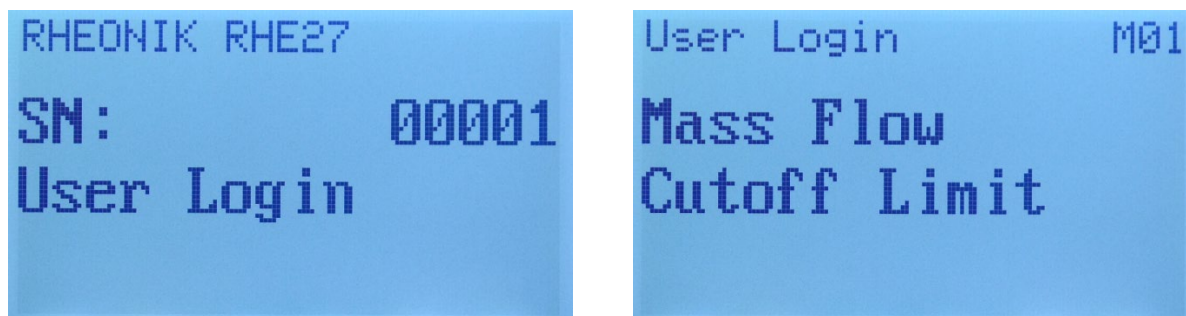 RHEONIK RHE27
SN: 00001
User Login
User Login M01
Mass Flow
Cutoff Limit